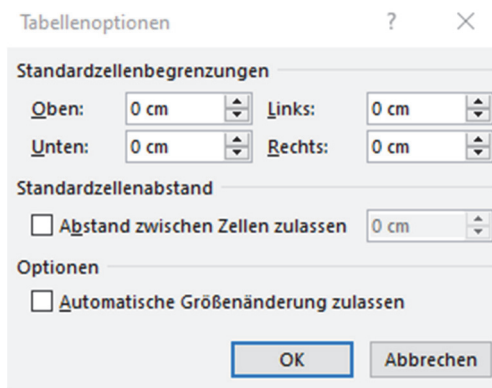 Tabellenoptionen ?
Standardzellenbegrenzungen
Oben: 0 cm Links: 0 cm
Unten: 0 cm Rechts: 0 cm
Standardzellenabstand
Abstand zwischen Zellen zulassen 0 cm
Optionen
Automatische Größenänderung zulassen
OK Abbrechen